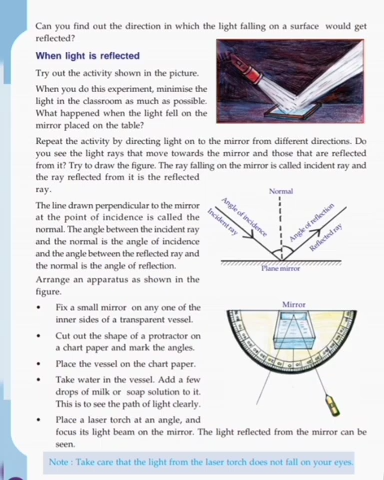 Can you find out the direction in which the light falling on a surface would get
reflected?
When light is reflected
Try out the activity shown in the picture.
When you do this experiment, minimise the
light in the classroom as much as possible.
What happened when the light fell on the
mirror placed on the table?
Repeat the activity by directing light on to the mirror from different directions. Do
you see the light rays that move towards the mirror and those that are reflected
from it? Try to draw the figure. The ray falling on the mirror is called incident ray and
the ray reflected from it is the reflected
ray.
The line drawn perpendicular to the mirror
at the point of incidence is called the
normal. The angle between the incident ray
and the normal is the angle of incidence
and the angle between the reflected ray and
the normal is the angle of reflection.
Normal
Angle of incidence
Incident ray
Angle of reflection
Reflected ray
Plane mirror
Arrange an apparatus as shown in the
figure.
• Fix a small mirror on any one of the
inner sides of a transparent vessel.
• Cut out the shape of a protractor on
a chart paper and mark the angles.
• Place the vessel on the chart paper.
• Take water in the vessel. Add a few
drops of milk or soap solution to it.
This is to see the path of light clearly.
Mirror
• Place a laser torch at an angle, and
focus its light beam on the mirror. The light reflected from the mirror can be
seen.
Note : Take care that the light from the laser torch does not fall on your eyes.